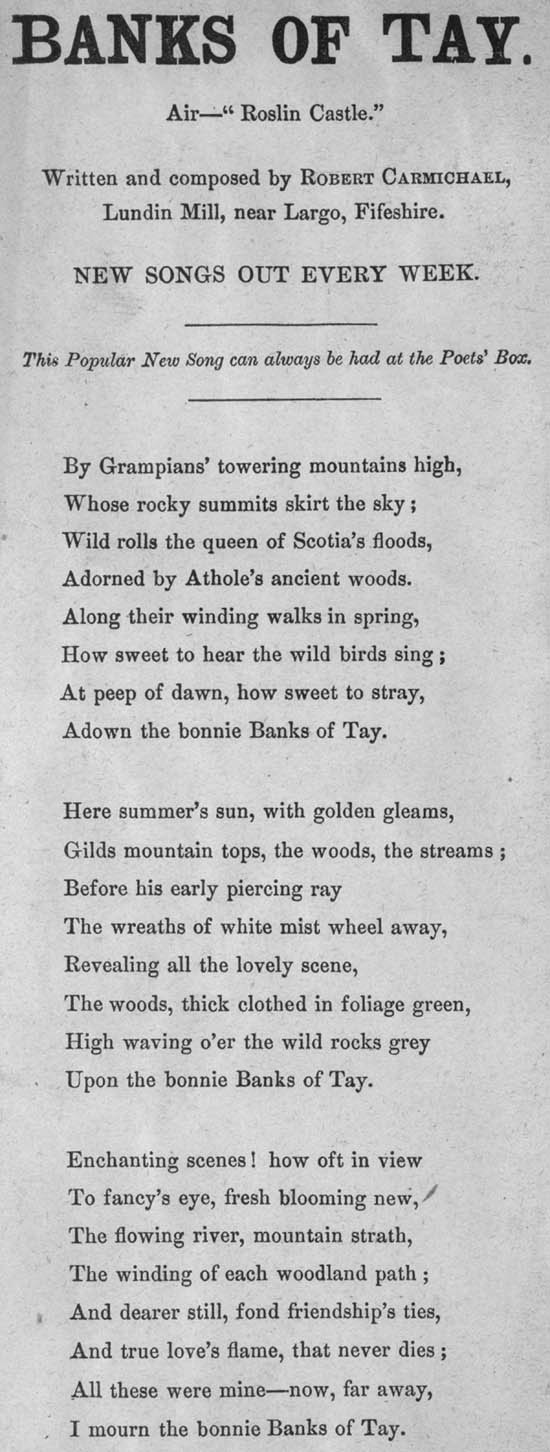 BANKS OF TAY.
Air—“ Roslin Castle.”
Written and composed by ROBERT CARMICHAEL,
Lundin Mill, near Largo, Fifeshire.
NEW SONGS OUT EVERY WEEK.
This Popular New Song can always be had at the Poets' Box.
By Grampians' towering mountains high,
Whose rocky summits skirt the sky ;
Wild rolls the queen of Scotia's floods,
Adorned by Athole's ancient woods.
Along their winding walks in spring,
How sweet to hear the wild birds sing ;
At peep of dawn, how sweet to stray,
Adown the bonnie Banks of Tay.
Here summer's sun, with golden gleams,
Gilds mountain tops, the woods, the streams ;
Before his early piercing ray
The wreaths of white mist wheel away,
Revealing all the lovely scene,
The woods, thick clothed in foliage green,
High waving o'er the wild rocks grey
Upon the bonnie Banks of Tay.
Enchanting scenes! how oft in view
To fancy's eye, fresh blooming new,
The flowing river, mountain strath,
The winding of each woodland path ;
And dearer still, fond friendship's ties,
And true love's flame, that never dies ;
All these were mine—now, far away,
I mourn the bonnie Banks of Tay.